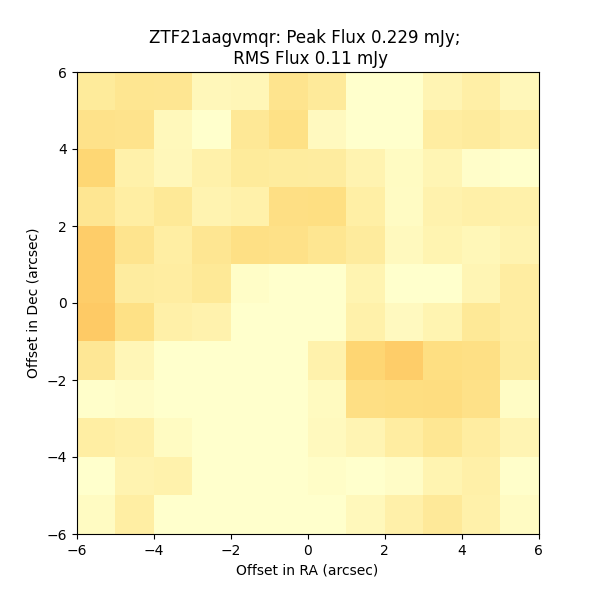 ZTF21aagvmqr: Peak Flux 0.229 mJy;
RMS Flux 0.11 mJy
6
4
2
0
−2
−4
−6
Offset in Dec (arcsec)
−6 −4 −2 0 2 4 6
Offset in RA (arcsec)